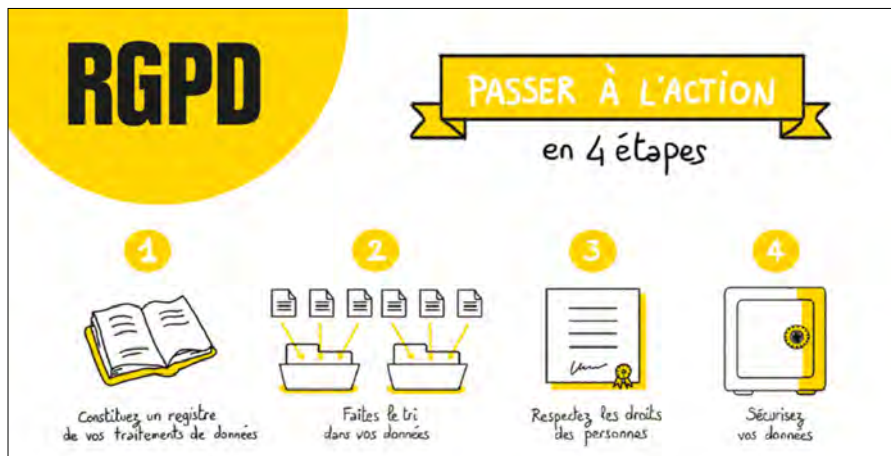 RGPD
PASSER À L'ACTION
en 4 étapes
1
2
3
4
Constituez un registre
de vos traitements de données
Faites le tri
dans vos données
Respectez les droits
des personnes
Sécurisez
vos données